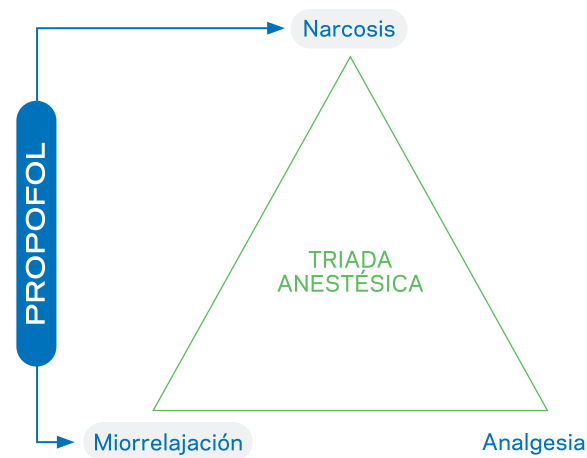 Narcosis
PROPOFOL
TRIADA
ANESTÉSICA
Miorrelajación
Analgesia